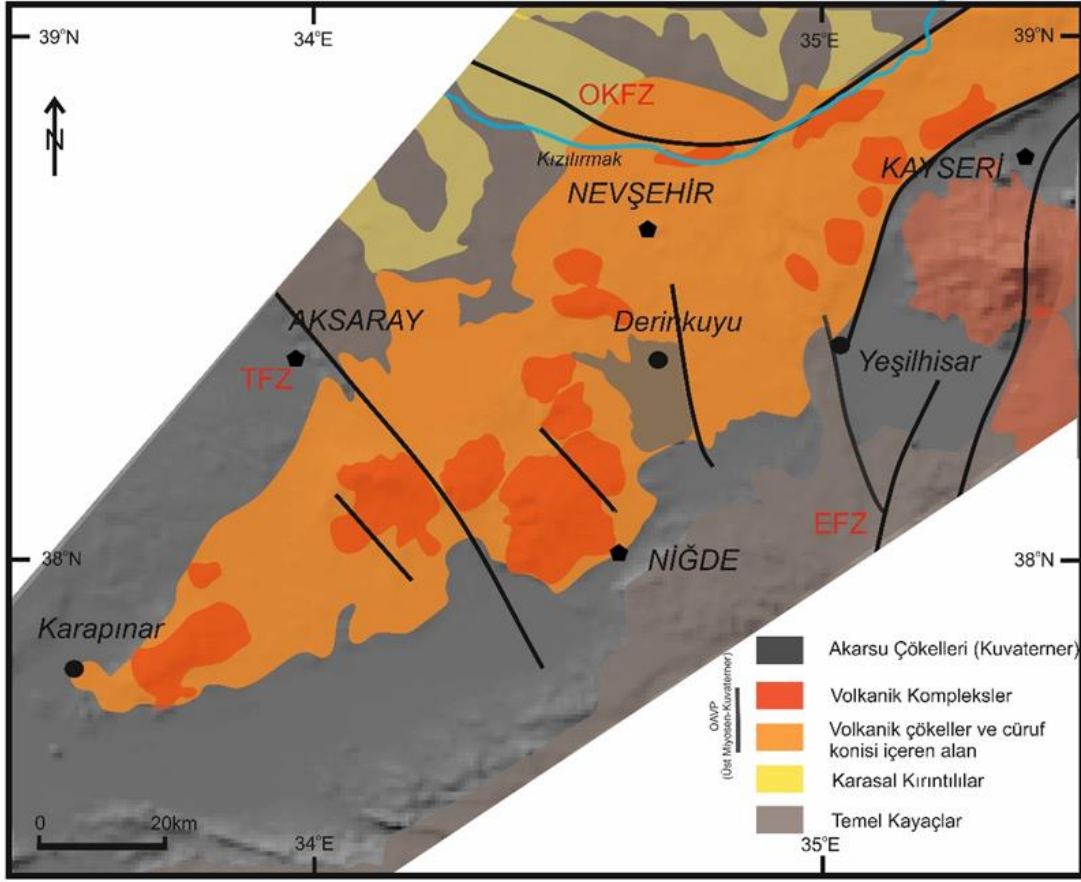 39°N
34°E
35°E
39°N
N
OKFZ
Kızılırmak
KAYSERİ
NEVŞEHİR
AKSARAY
Derinkuyu
Yeşilhisar
TFZ
EFZ
38°N
NİĞDE
38°N
Karapınar
OAVP
(Üst Miyosen-Kuvaterner)
Akarsu Çökelleri (Kuvaterner)
Volkanik Kompleksler
Volkanik çökeller ve cüruf
konisi içeren alan
Karasal Kırıntılılar
Temel Kayaçlar
0 20km
34°E
35°E